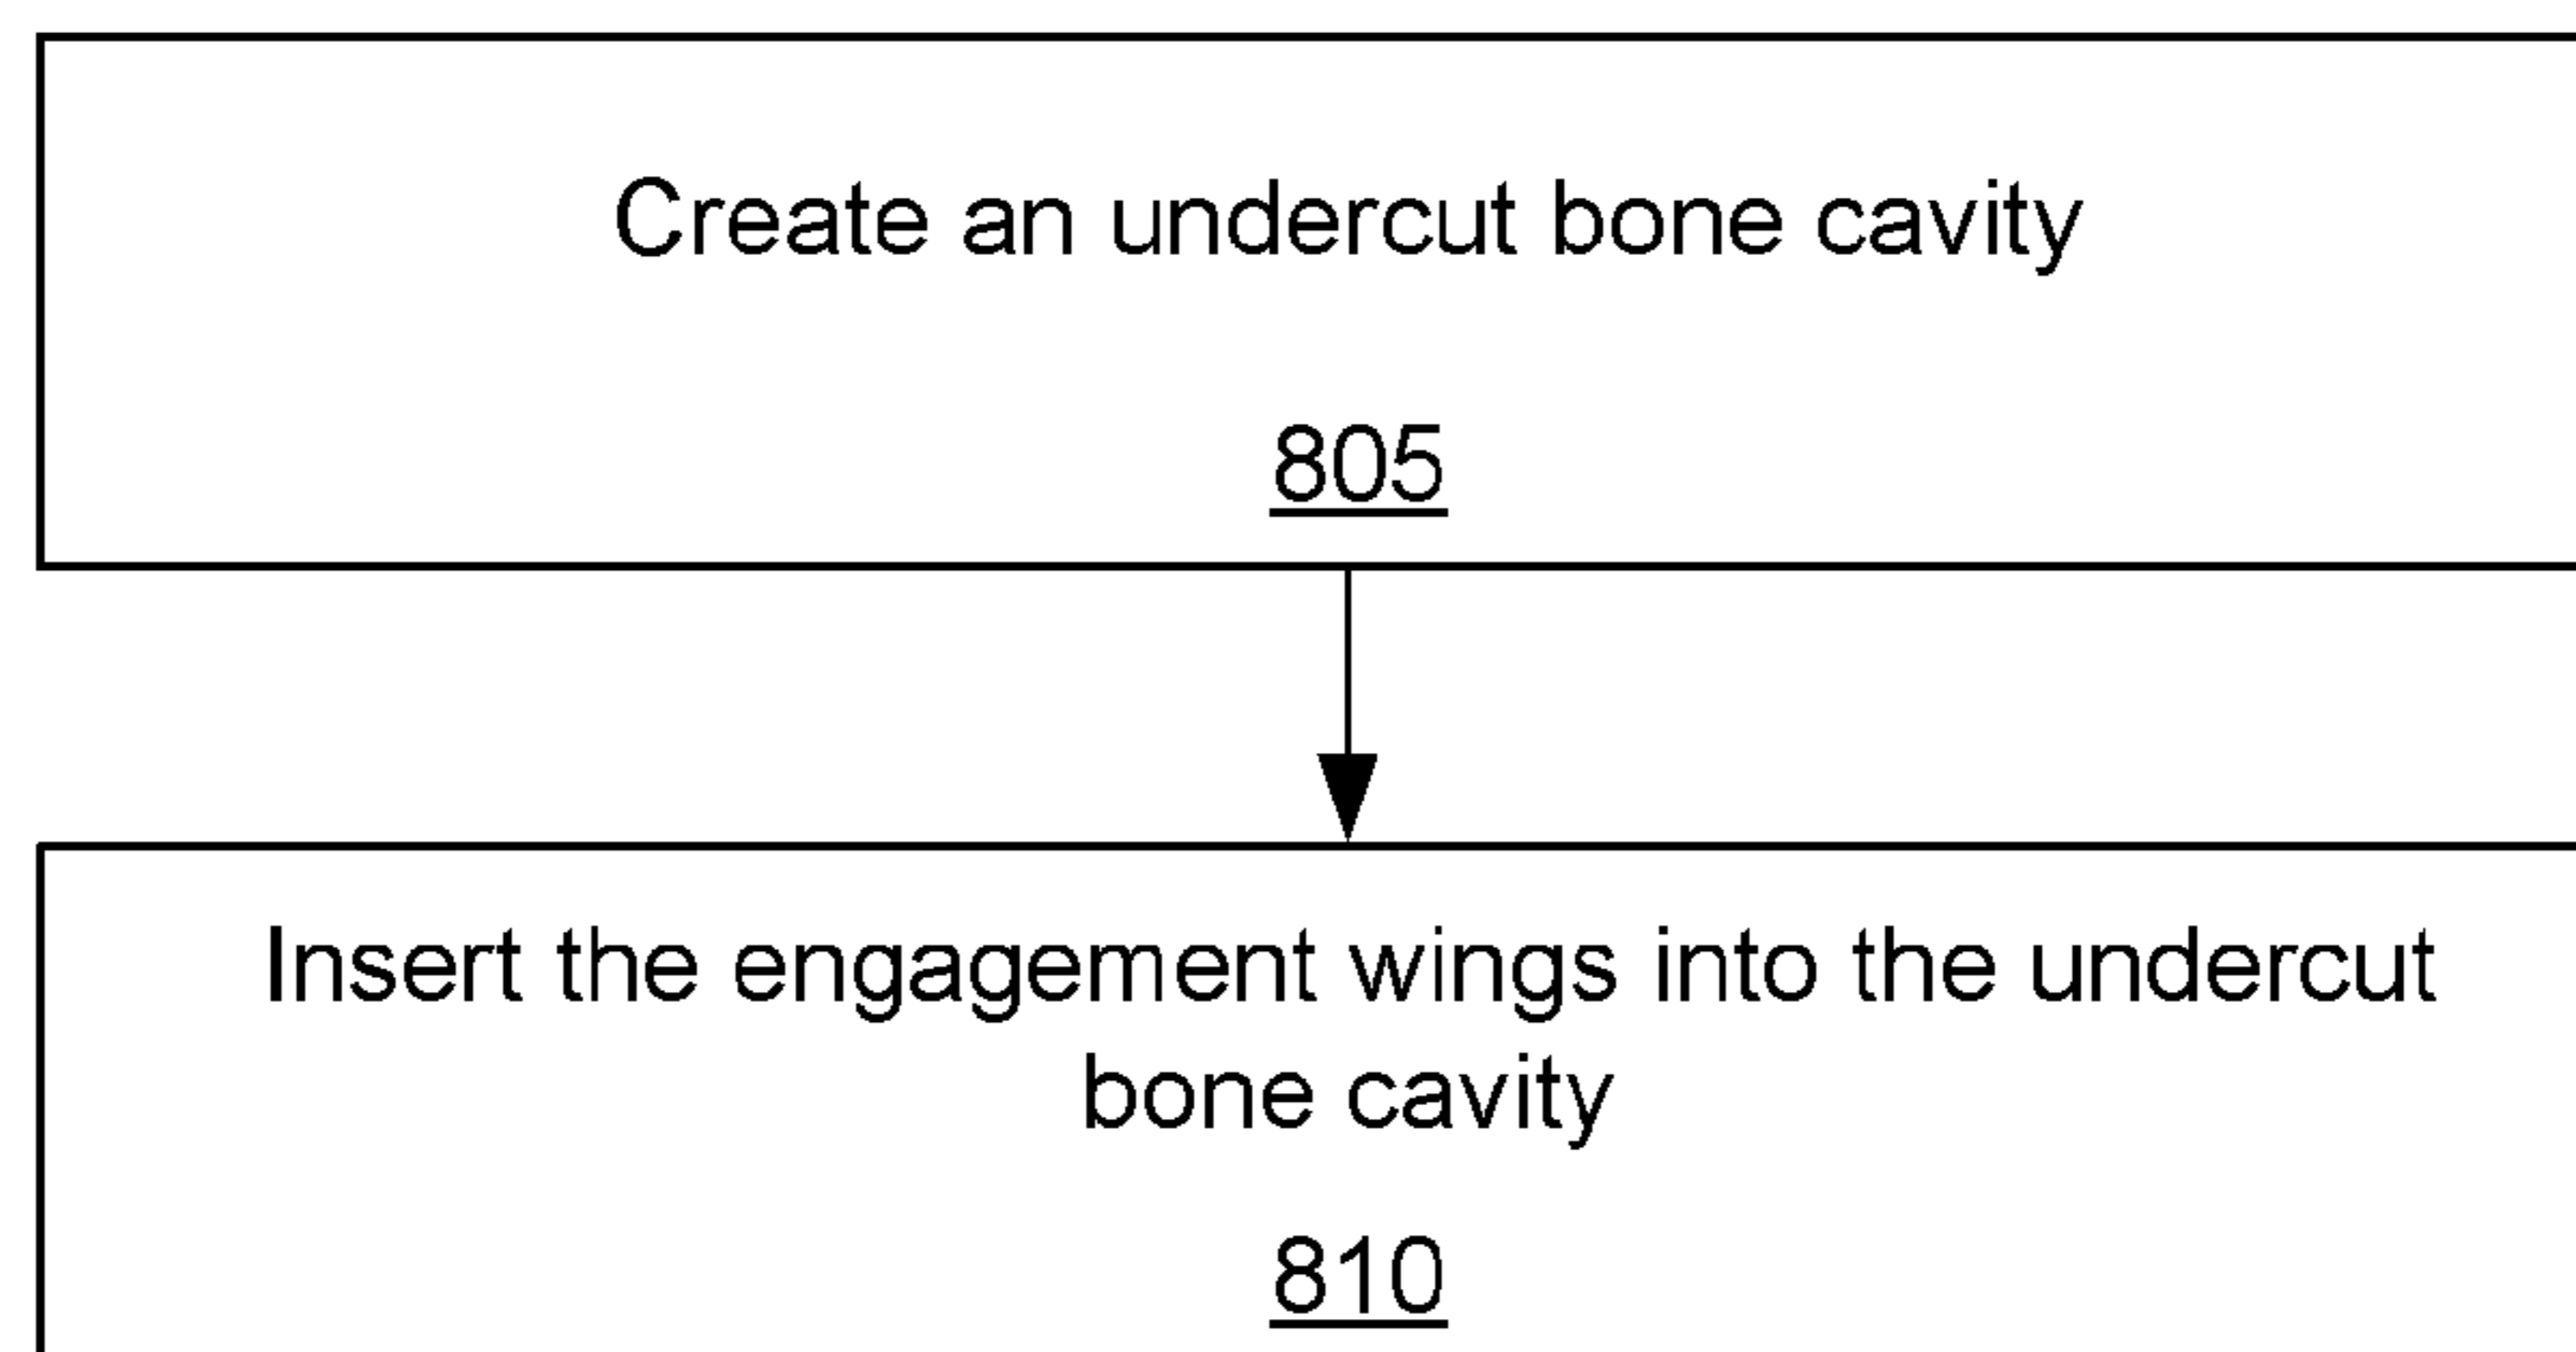 Create an undercut bone cavity
805
Insert the engagement wings into the undercut
bone cavity
810